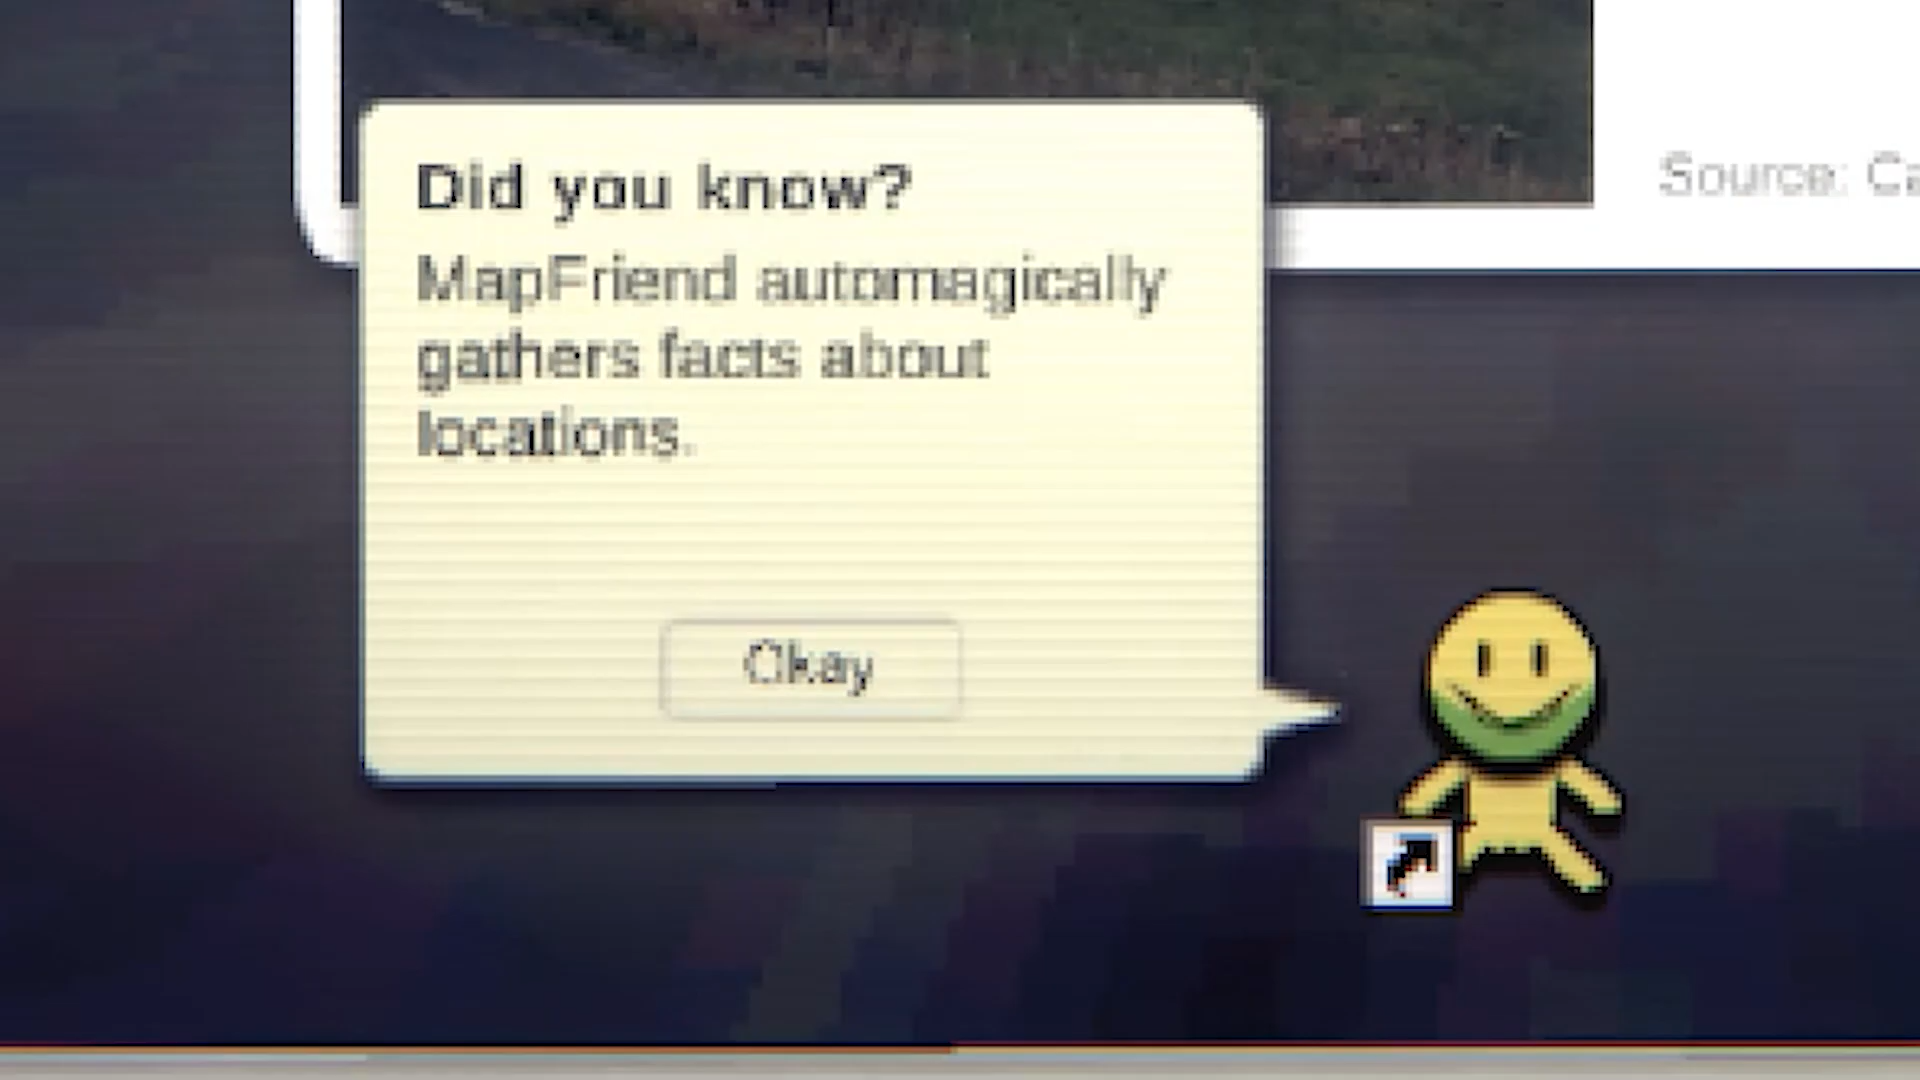 Source: Ca
Did you know?
MapFriend automagically
gathers facts about
locations.
Okay